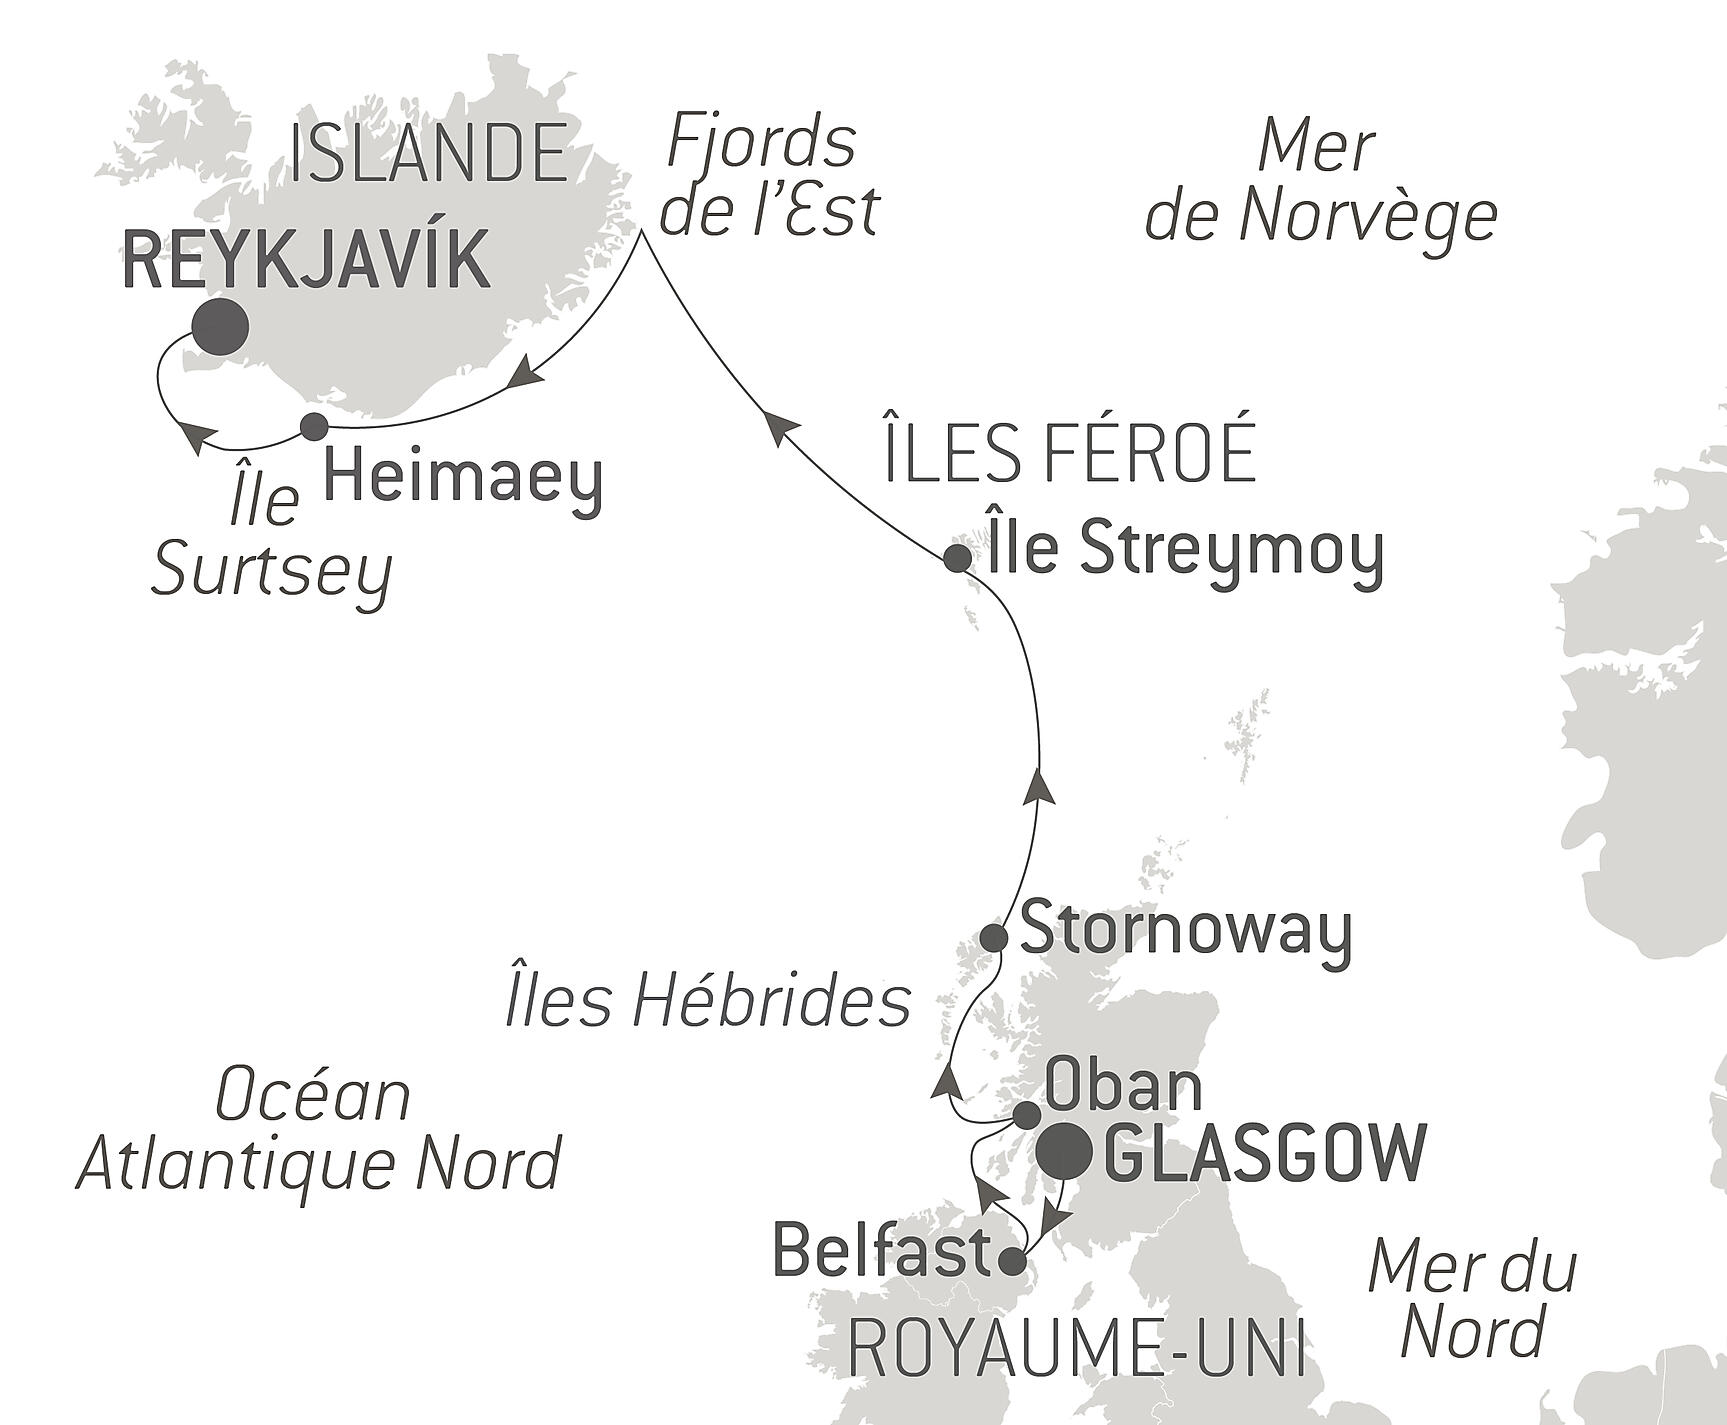 ISLANDE
Fjords
de l'Est
Mer
de Norvège
REYKJAVÍK
ÎLES FÉROÉ
Heimaey
Île
Surtsey
Île Streymoy
Stornoway
Îles Hébrides
Oban
Océan
Atlantique Nord
GLASGOW
Belfast
Mer du
Nord
ROYAUME-UNI